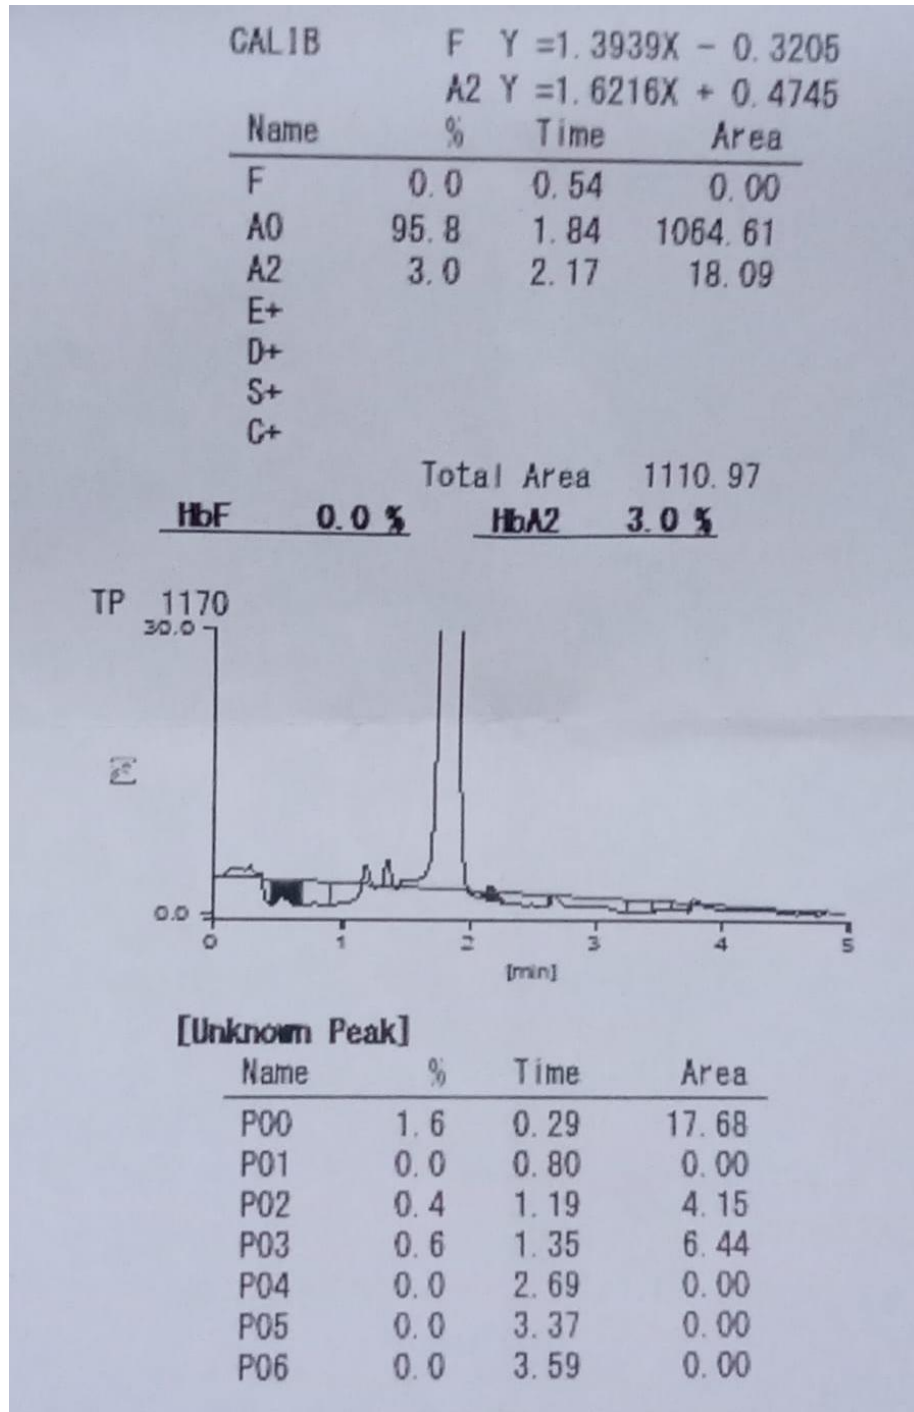 CALIB F Y =1.3939X - 0.3205
A2 Y =1.6216X + 0.4745
Name % Time Area
F 0.0 0.54 0.00
A0 95.8 1.84 1064.61
A2 3.0 2.17 18.09
E+
D+
S+
C+
Total Area 1110.97
HbF 0.0 % HbA2 3.0 %
TP 1170
30.0
[%]
0.0
0 1 2 3 4 5
[min]
[Unknown Peak]
Name % Time Area
P00 1.6 0.29 17.68
P01 0.0 0.80 0.00
P02 0.4 1.19 4.15
P03 0.6 1.35 6.44
P04 0.0 2.69 0.00
P05 0.0 3.37 0.00
P06 0.0 3.59 0.00